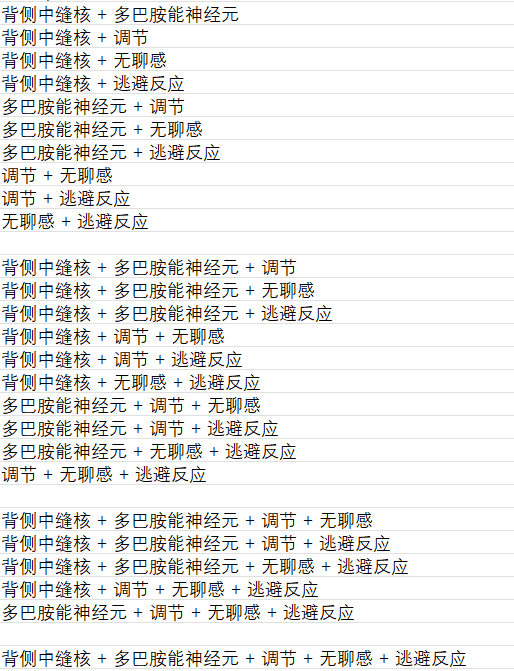 背侧中缝核 + 多巴胺能神经元
背侧中缝核 + 调节
背侧中缝核 + 无聊感
背侧中缝核 + 逃避反应
多巴胺能神经元 + 调节
多巴胺能神经元 + 无聊感
多巴胺能神经元 + 逃避反应
调节 + 无聊感
调节 + 逃避反应
无聊感 + 逃避反应
背侧中缝核 + 多巴胺能神经元 + 调节
背侧中缝核 + 多巴胺能神经元 + 无聊感
背侧中缝核 + 多巴胺能神经元 + 逃避反应
背侧中缝核 + 调节 + 无聊感
背侧中缝核 + 调节 + 逃避反应
背侧中缝核 + 无聊感 + 逃避反应
多巴胺能神经元 + 调节 + 无聊感
多巴胺能神经元 + 调节 + 逃避反应
多巴胺能神经元 + 无聊感 + 逃避反应
调节 + 无聊感 + 逃避反应
背侧中缝核 + 多巴胺能神经元 + 调节 + 无聊感
背侧中缝核 + 多巴胺能神经元 + 调节 + 逃避反应
背侧中缝核 + 多巴胺能神经元 + 无聊感 + 逃避反应
背侧中缝核 + 调节 + 无聊感 + 逃避反应
多巴胺能神经元 + 调节 + 无聊感 + 逃避反应
背侧中缝核 + 多巴胺能神经元 + 调节 + 无聊感 + 逃避反应